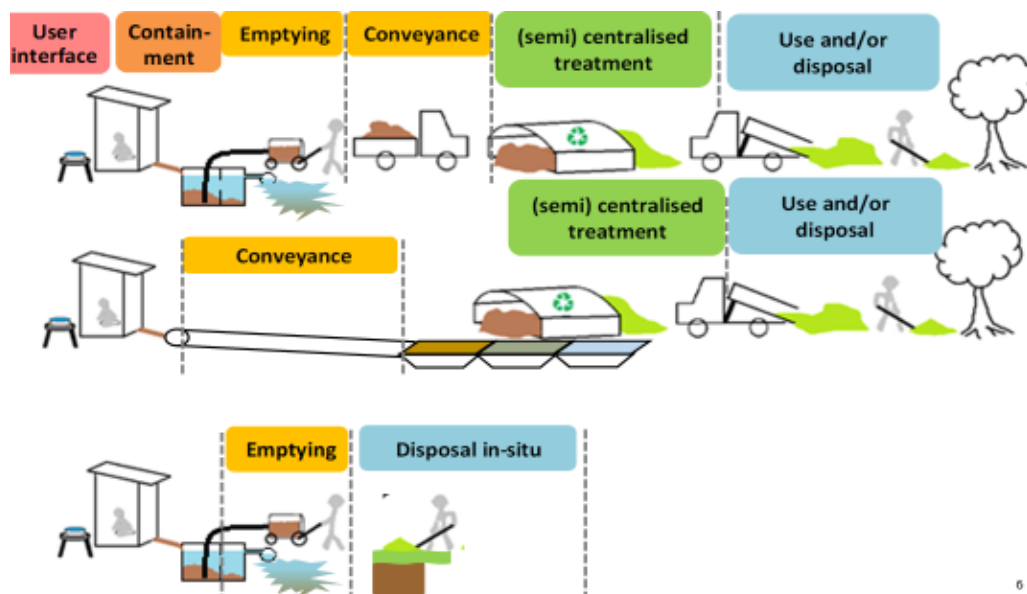 User
interface
Contain-
ment
Emptying
Conveyance
(semi) centralised
treatment
Use and/or
disposal
(semi) centralised
treatment
Use and/or
disposal
Conveyance
Emptying
Disposal in-situ
6